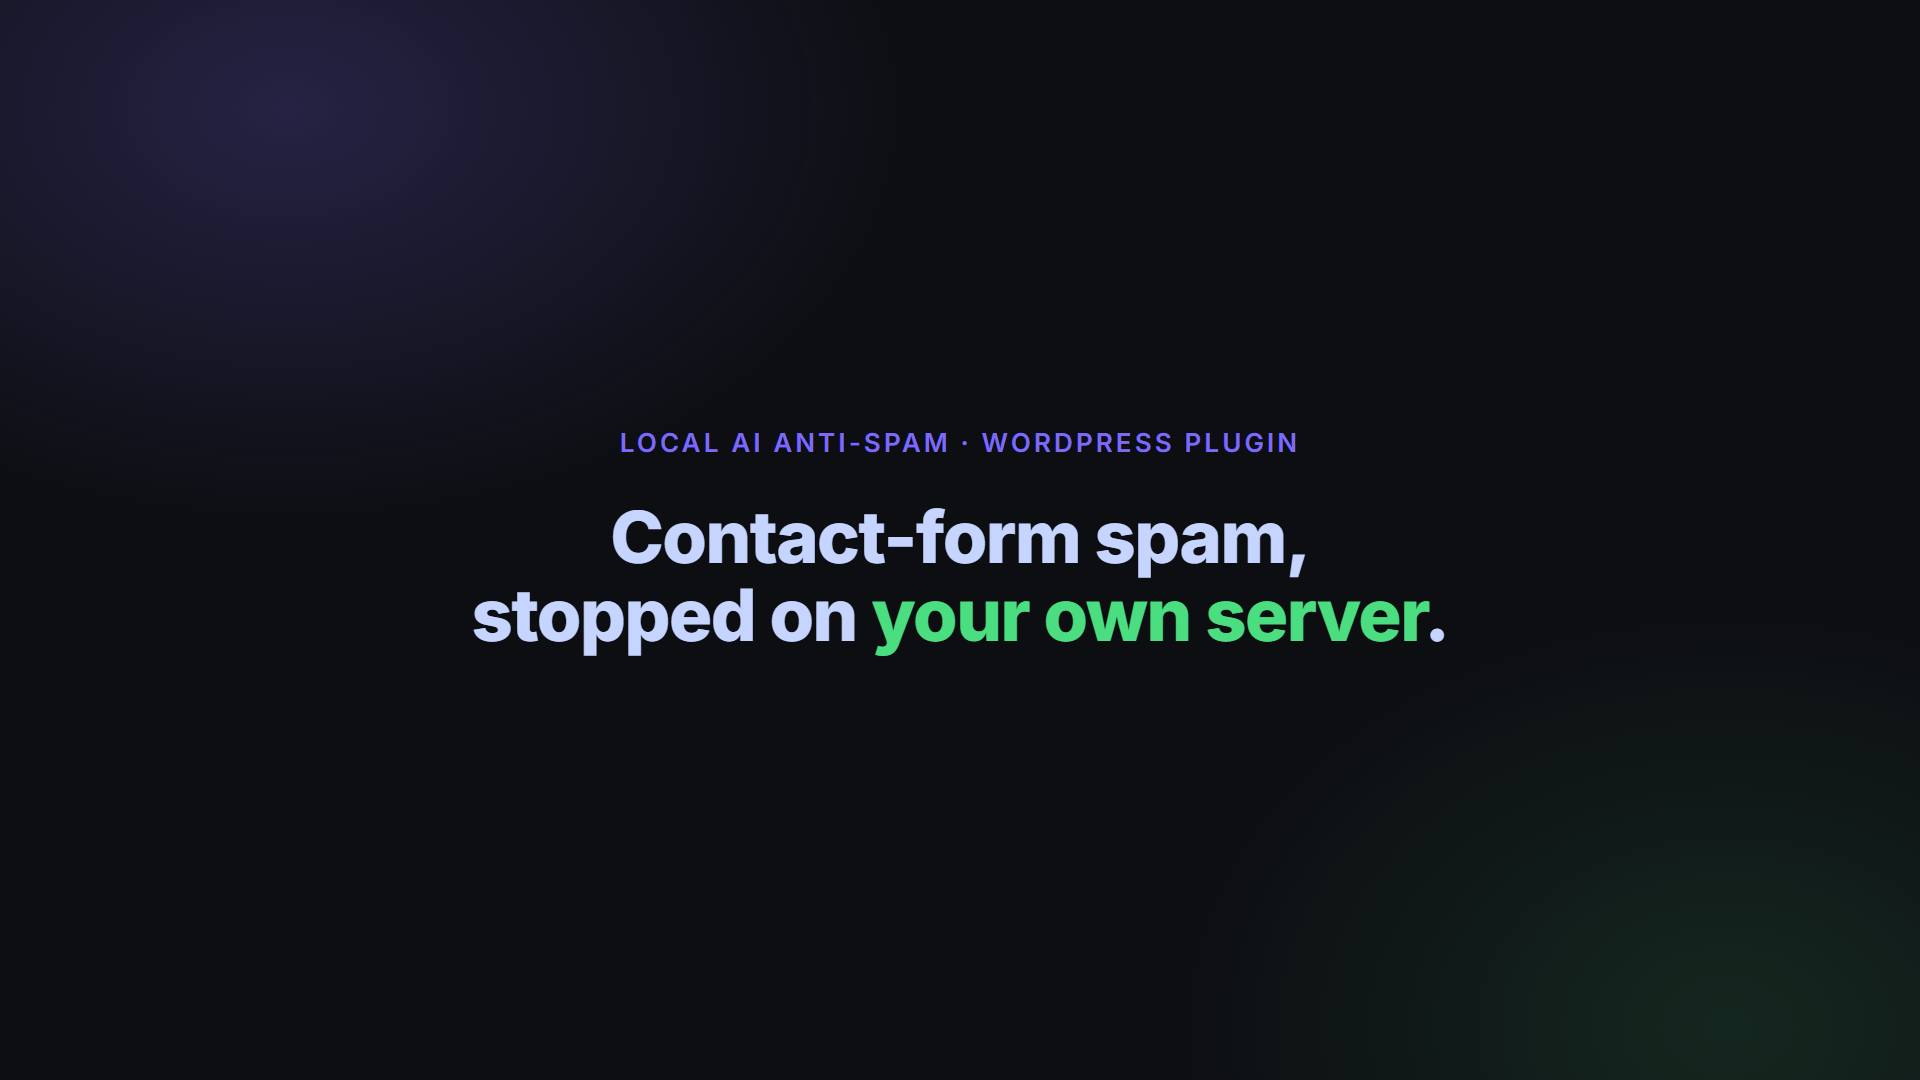 LOCAL AI ANTI-SPAM · WORDPRESS PLUGIN
Contact-form spam,
stopped on your own server.